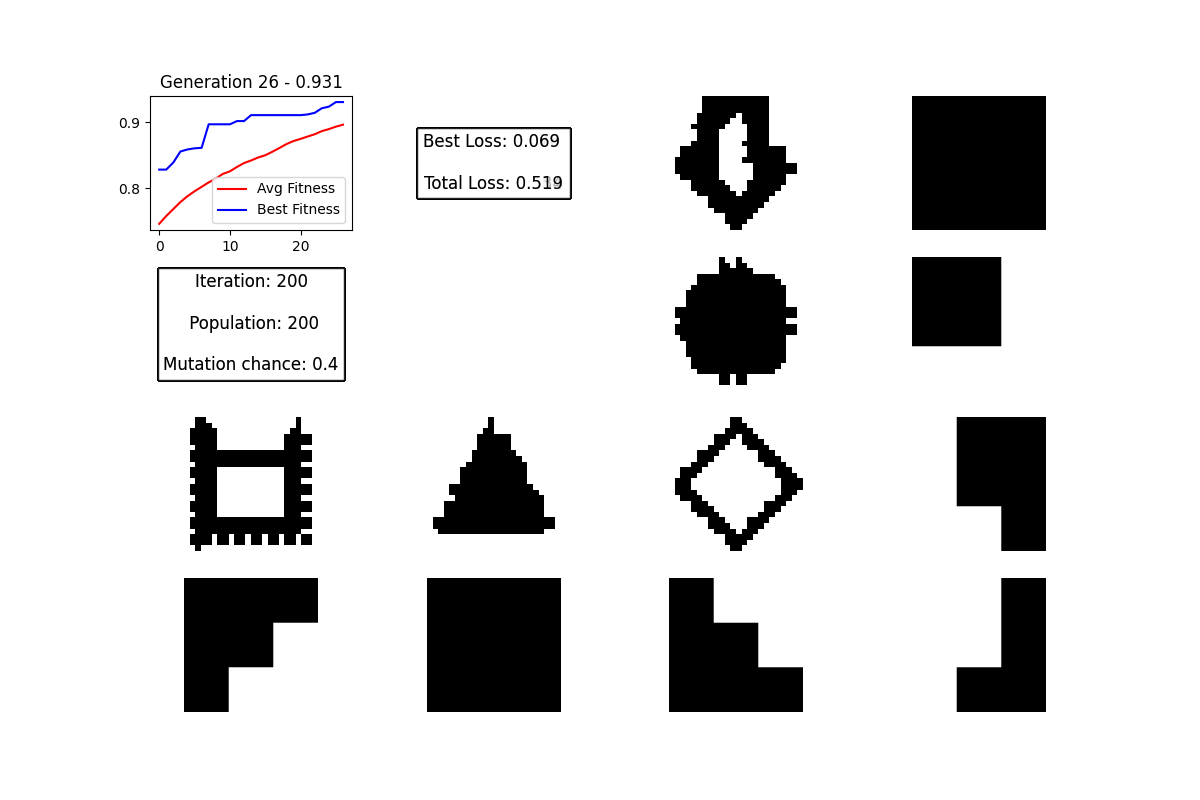 Generation 26 - 0.931
0.9
0.8
Avg Fitness
Best Fitness
0 10 20
Best Loss: 0.069
Total Loss: 0.519
Iteration: 200
Population: 200
Mutation chance: 0.4